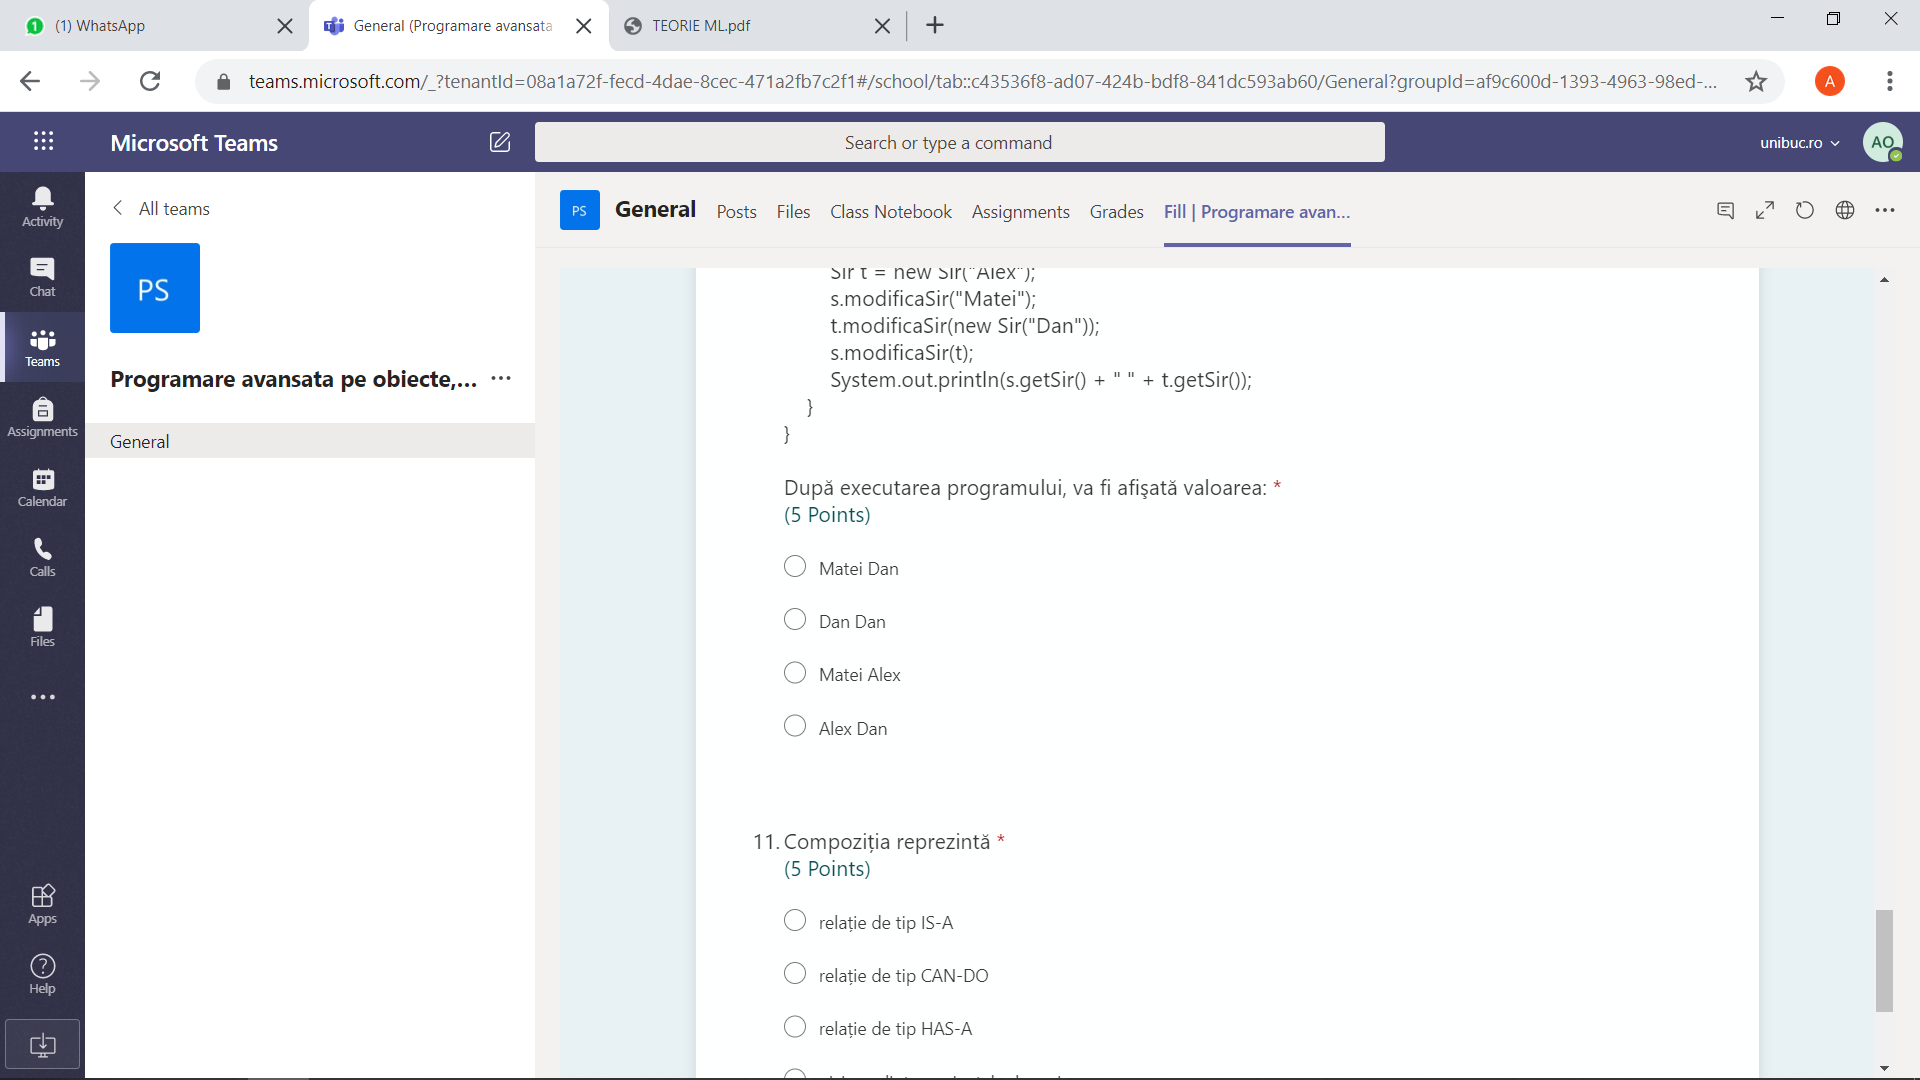 (1) WhatsApp
General (Programare avansata
TEORIE ML.pdf
teams.microsoft.com/_?tenantId=08a1a72f-fecd-4dae-8cec-471a2fb7c2f1#/school/tab::c43536f8-ad07-424b-bdf8-841dc593ab60/General?groupId=af9c600d-1393-4963-98ed-...
A
Microsoft Teams
Search or type a command
unibuc.ro
AO
Activity
Chat
Teams
Assignments
Calendar
Calls
Files
Apps
Help
All teams
PS
Programare avansata pe obiecte,... ...
General
PS
General Posts Files Class Notebook Assignments Grades Fill | Programare avan...
Sir t = new Sir("Alex");
s.modificaSir("Matei");
t.modificaSir(new Sir("Dan"));
s.modificaSir(t);
System.out.println(s.getSir() + " " + t.getSir());
}
}
După executarea programului, va fi afişată valoarea: *
(5 Points)
Matei Dan
Dan Dan
Matei Alex
Alex Dan
11. Compoziția reprezintă *
(5 Points)
relație de tip IS-A
relație de tip CAN-DO
relație de tip HAS-A